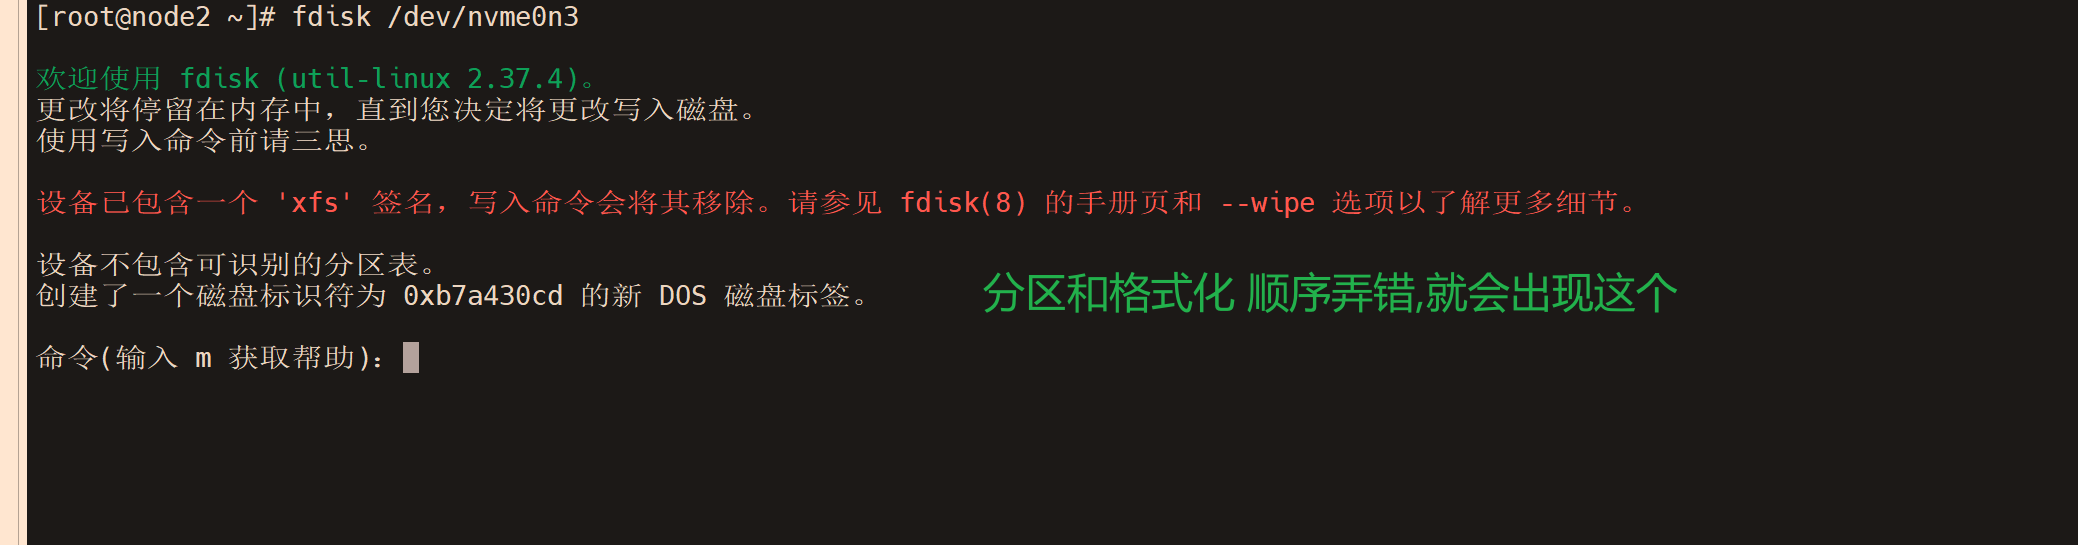 [root@node2 ~]# fdisk /dev/nvme0n3
欢迎使用 fdisk (util-linux 2.37.4)。
更改将停留在内存中，直到您决定将更改写入磁盘。
使用写入命令前请三思。
设备已包含一个 'xfs' 签名，写入命令会将其移除。请参见 fdisk(8) 的手册页和 --wipe 选项以了解更多细节。
设备不包含可识别的分区表。
创建了一个磁盘标识符为 0xb7a430cd 的新 DOS 磁盘标签。
分区和格式化 顺序弄错,就会出现这个
命令(输入 m 获取帮助)：